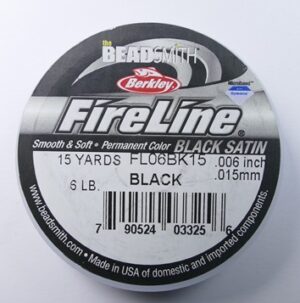 the
BEADSMITH
Berkley
FireLine®
Smooth & Soft • Permanent Color BLACK SATIN
15 YARDS FL06BK15 .006 inch
.015mm
6 LB. BLACK
7 90524 03325 6
www.beadsmith.com
Made in USA of domestic and imported components.